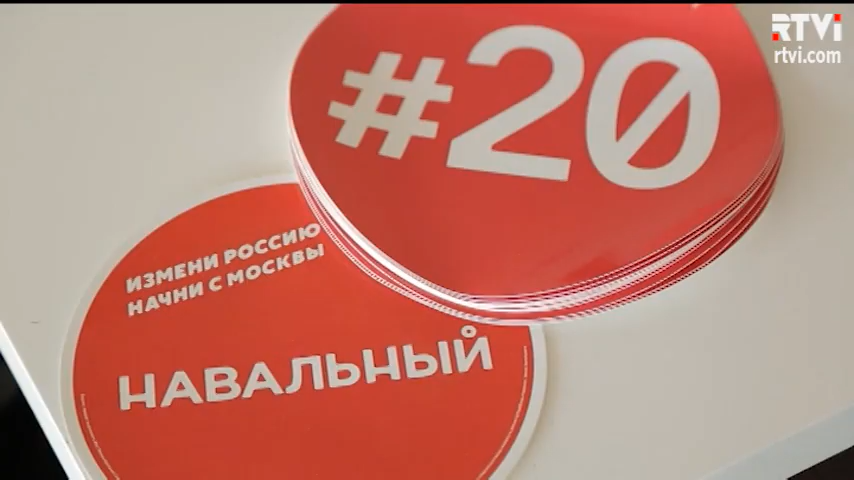 RTVi
rtvi.com
#20
ИЗМЕНИ РОССИЮ
НАЧНИ С МОСКВЫ
НАВАЛЬНЫЙ